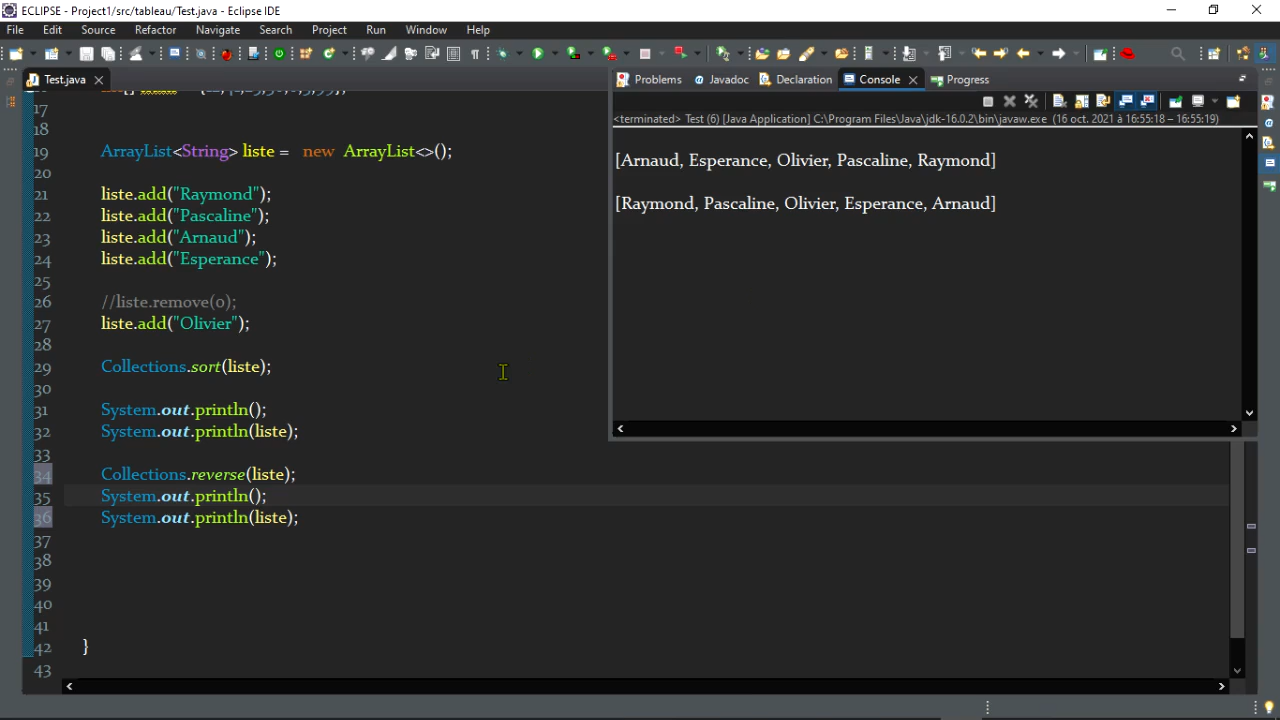 ECLIPSE - Project1/src/tableau/Test.java - Eclipse IDE
File Edit Source Refactor Navigate Search Project Run Window Help
Test.java
Problems Javadoc Declaration Console Progress
<terminated> Test (6) [Java Application] C:\Program Files\Java\jdk-16.0.2\bin\javaw.exe (16 oct. 2021 à 16:55:18 – 16:55:19)
[Arnaud, Esperance, Olivier, Pascaline, Raymond]
[Raymond, Pascaline, Olivier, Esperance, Arnaud]
17
18
19 ArrayList<String> liste = new ArrayList<>();
20
21 liste.add("Raymond");
22 liste.add("Pascaline");
23 liste.add("Arnaud");
24 liste.add("Esperance");
25
26 //liste.remove(0);
27 liste.add("Olivier");
28
29 Collections.sort(liste);
30
31 System.out.println();
32 System.out.println(liste);
33
34 Collections.reverse(liste);
35 System.out.println();
36 System.out.println(liste);
37
38
39
40
41
42 }
43